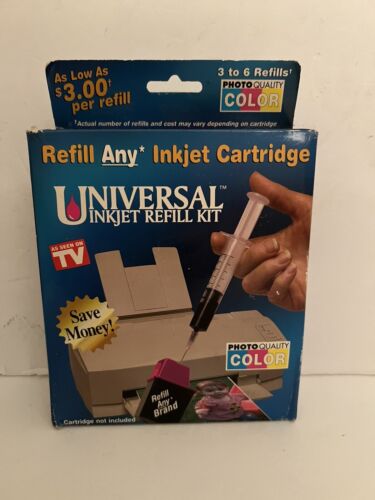 As Low As
$3.00†
per refill
3 to 6 Refills†
PHOTO QUALITY
COLOR
†Actual number of refills and cost may vary depending on cartridge
Refill Any* Inkjet Cartridge
UNIVERSAL™
INKJET REFILL KIT
AS SEEN ON
TV
Save
Money!
PHOTO QUALITY
COLOR
Refill
Any*
Brand
Cartridge not included